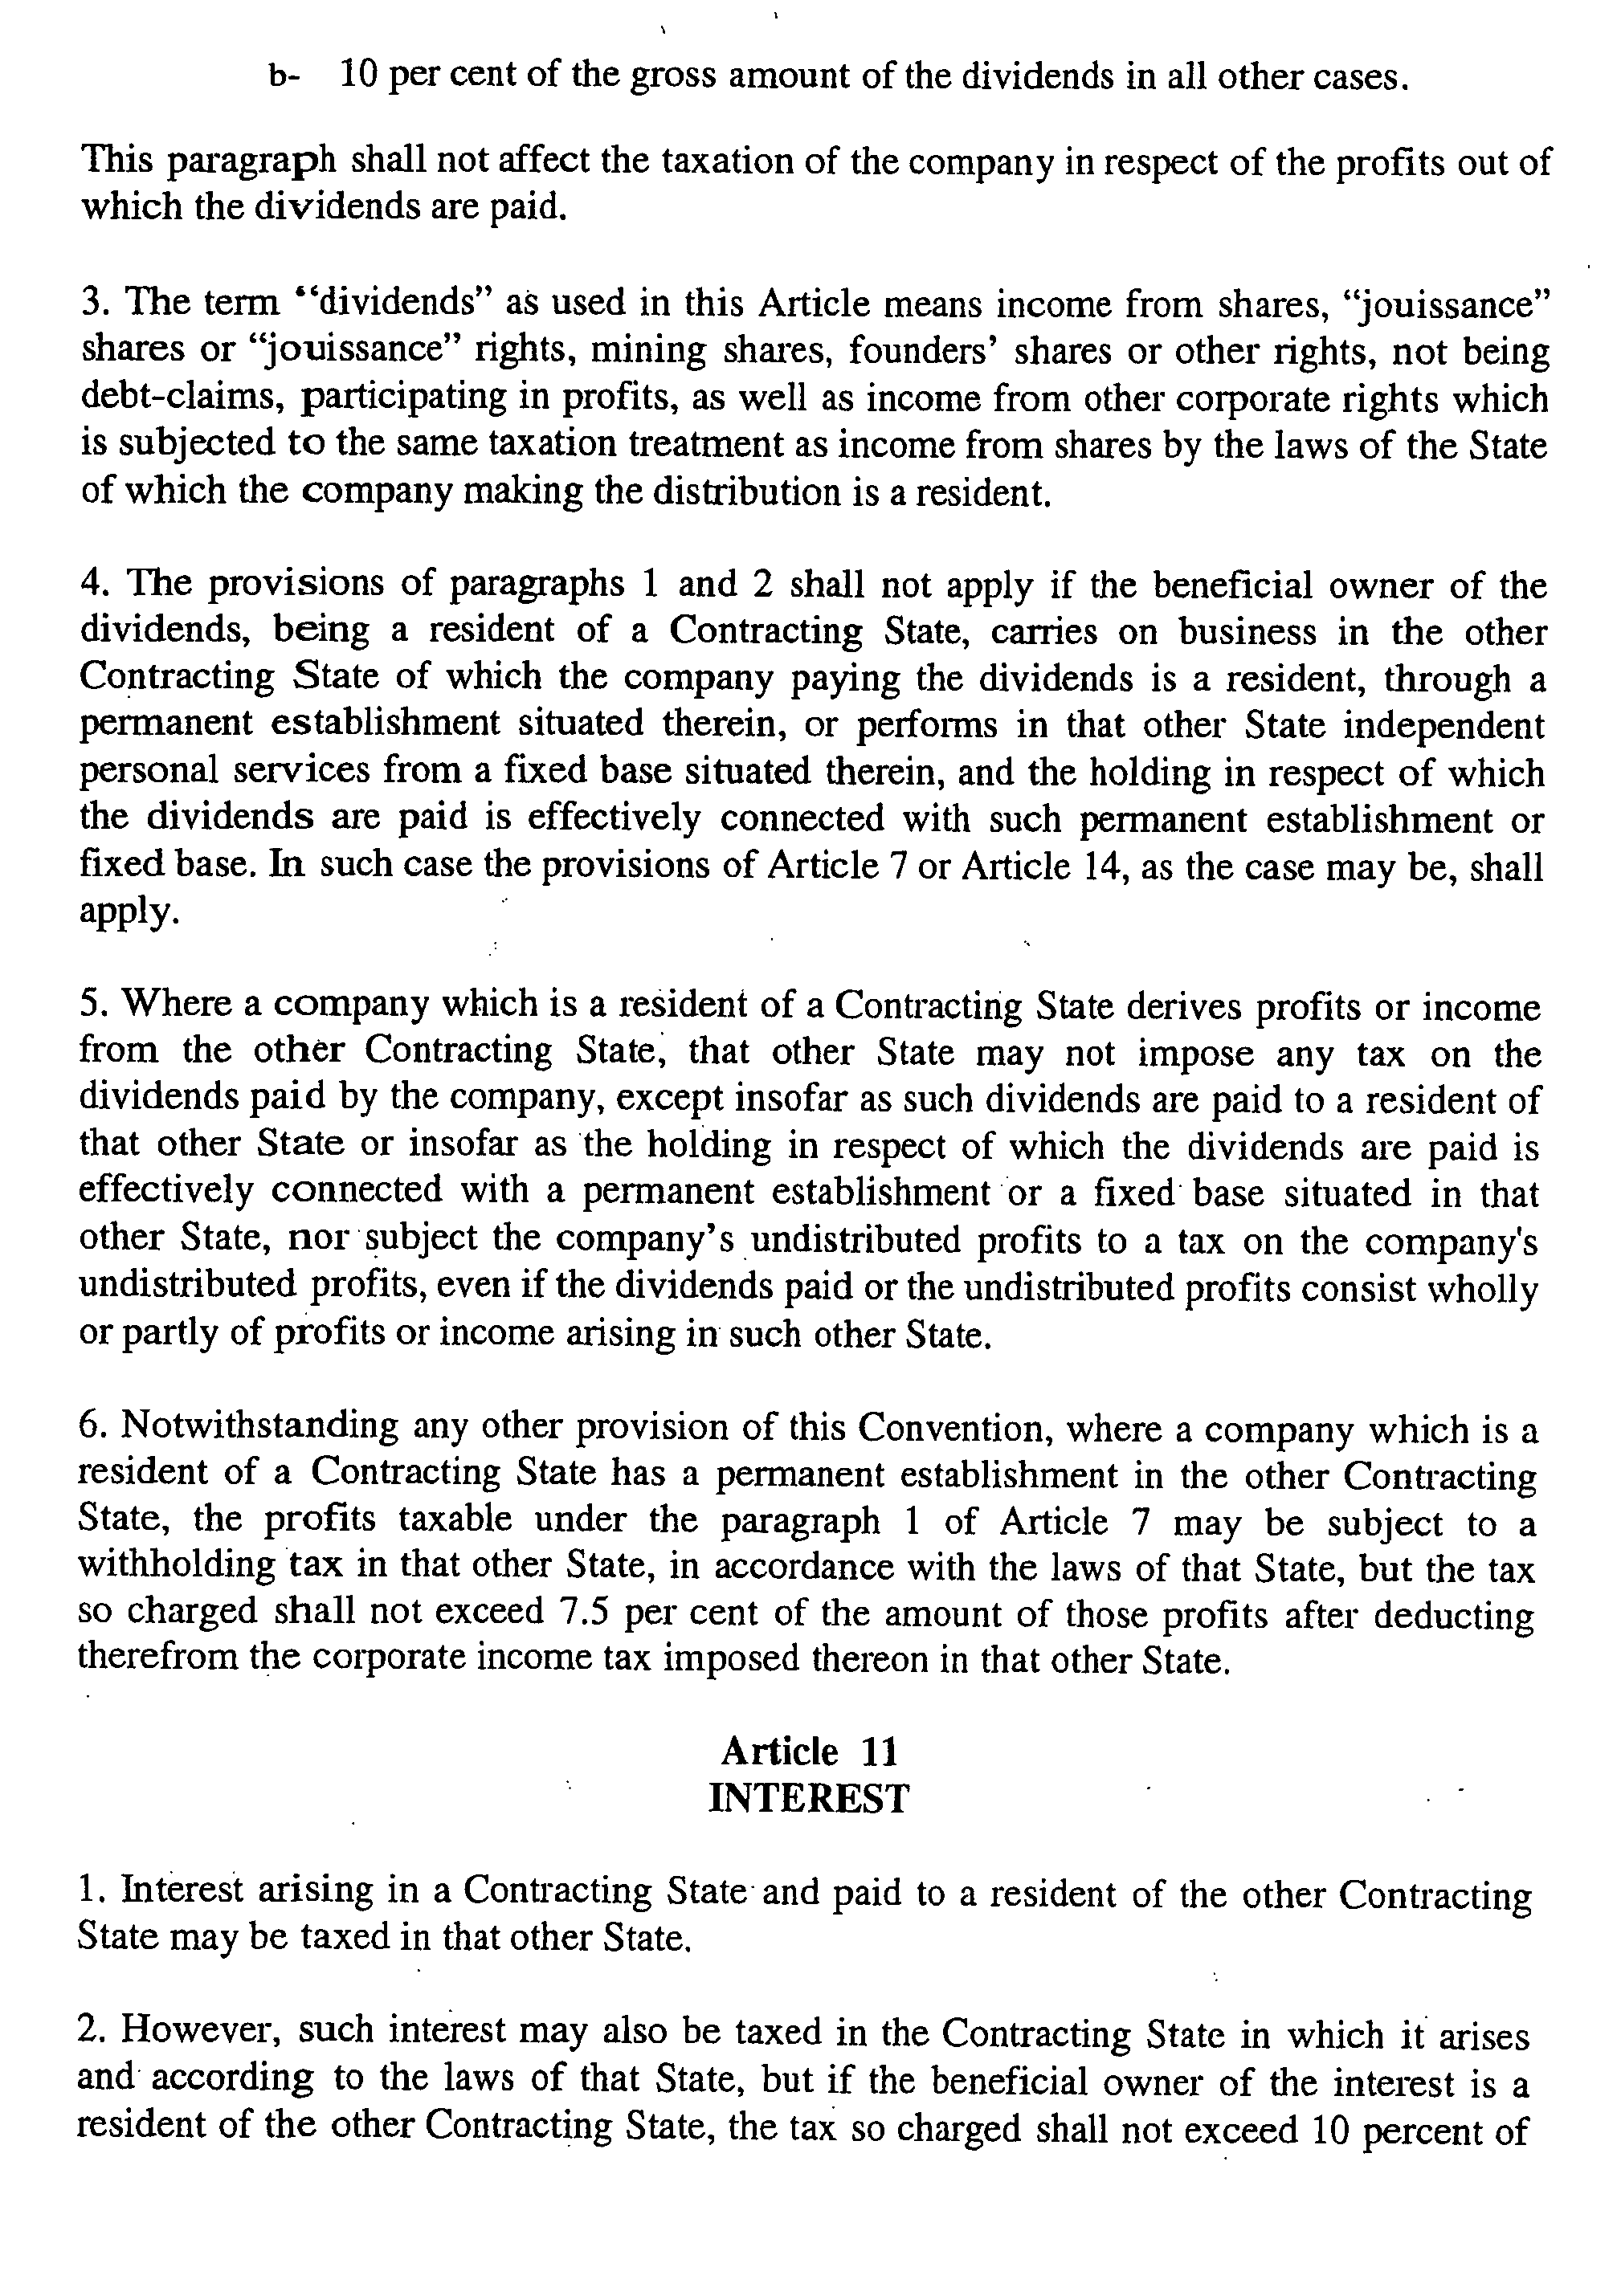 b- 10 per cent of the gross amount of the dividends in all other cases.
This paragraph shall not affect the taxation of the company in respect of the profits out of
which the dividends are paid.
3. The term “dividends” as used in this Article means income from shares, “jouissance”
shares or “jouissance” rights, mining shares, founders’ shares or other rights, not being
debt-claims, participating in profits, as well as income from other corporate rights which
is subjected to the same taxation treatment as income from shares by the laws of the State
of which the company making the distribution is a resident.
4. The provisions of paragraphs 1 and 2 shall not apply if the beneficial owner of the
dividends, being a resident of a Contracting State, carries on business in the other
Contracting State of which the company paying the dividends is a resident, through a
permanent establishment situated therein, or performs in that other State independent
personal services from a fixed base situated therein, and the holding in respect of which
the dividends are paid is effectively connected with such permanent establishment or
fixed base. In such case the provisions of Article 7 or Article 14, as the case may be, shall
apply.
5. Where a company which is a resident of a Contracting State derives profits or income
from the other Contracting State, that other State may not impose any tax on the
dividends paid by the company, except insofar as such dividends are paid to a resident of
that other State or insofar as the holding in respect of which the dividends are paid is
effectively connected with a permanent establishment or a fixed base situated in that
other State, nor subject the company’s undistributed profits to a tax on the company's
undistributed profits, even if the dividends paid or the undistributed profits consist wholly
or partly of profits or income arising in such other State.
6. Notwithstanding any other provision of this Convention, where a company which is a
resident of a Contracting State has a permanent establishment in the other Contracting
State, the profits taxable under the paragraph 1 of Article 7 may be subject to a
withholding tax in that other State, in accordance with the laws of that State, but the tax
so charged shall not exceed 7.5 per cent of the amount of those profits after deducting
therefrom the corporate income tax imposed thereon in that other State.
Article 11
INTEREST
1. Interest arising in a Contracting State and paid to a resident of the other Contracting
State may be taxed in that other State.
2. However, such interest may also be taxed in the Contracting State in which it arises
and according to the laws of that State, but if the beneficial owner of the interest is a
resident of the other Contracting State, the tax so charged shall not exceed 10 percent of